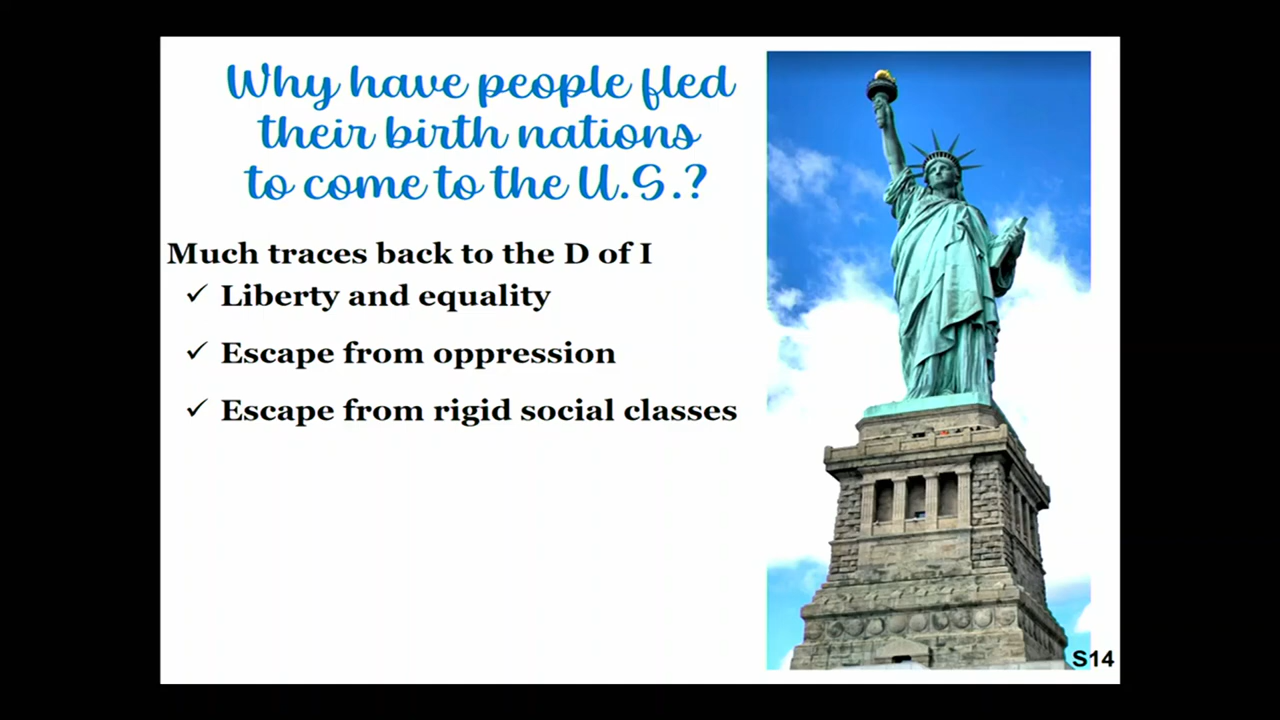 Why have people fled
their birth nations
to come to the U.S.?
Much traces back to the D of I
✓ Liberty and equality
✓ Escape from oppression
✓ Escape from rigid social classes
S14